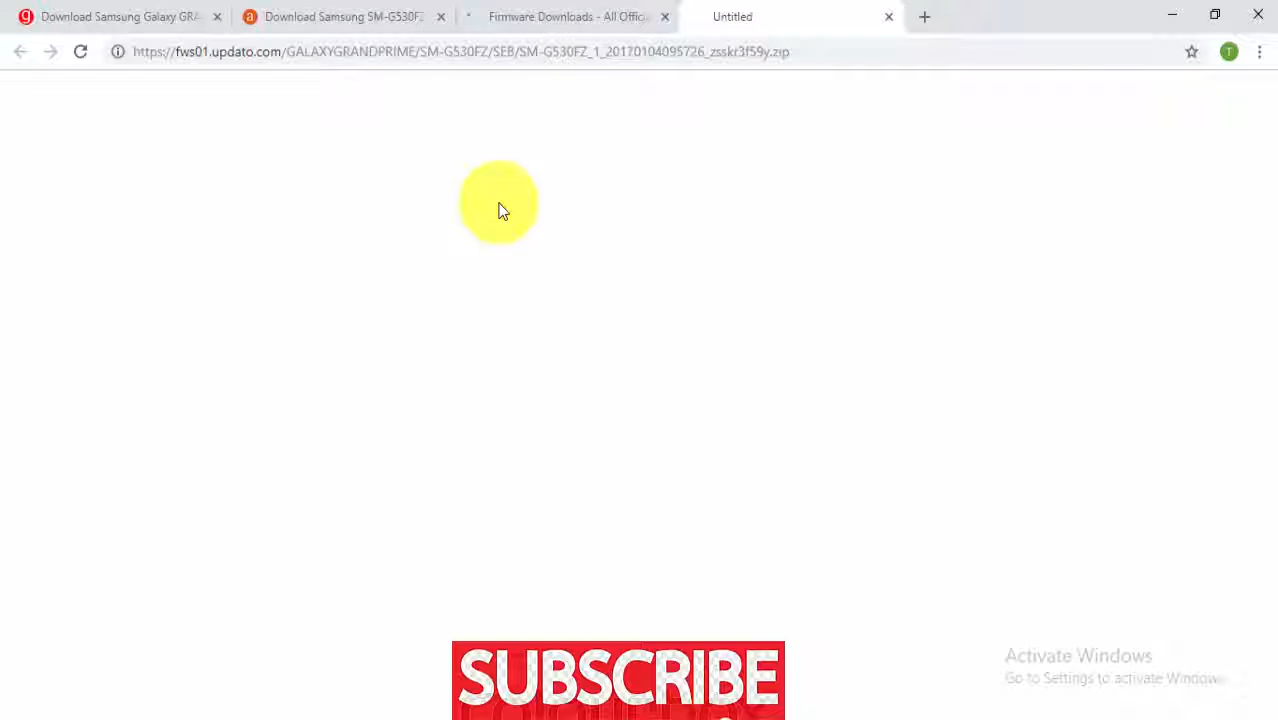 Download Samsung Galaxy GRA
Download Samsung SM-G530FZ
Firmware Downloads - All Offic
Untitled
https://fws01.updato.com/GALAXYGRANDPRIME/SM-G530FZ/SEB/SM-G530FZ_1_20170104095726_zsskr3f59y.zip
T
SUBSCRIBE
Activate Windows
Go to Settings to activate Windows